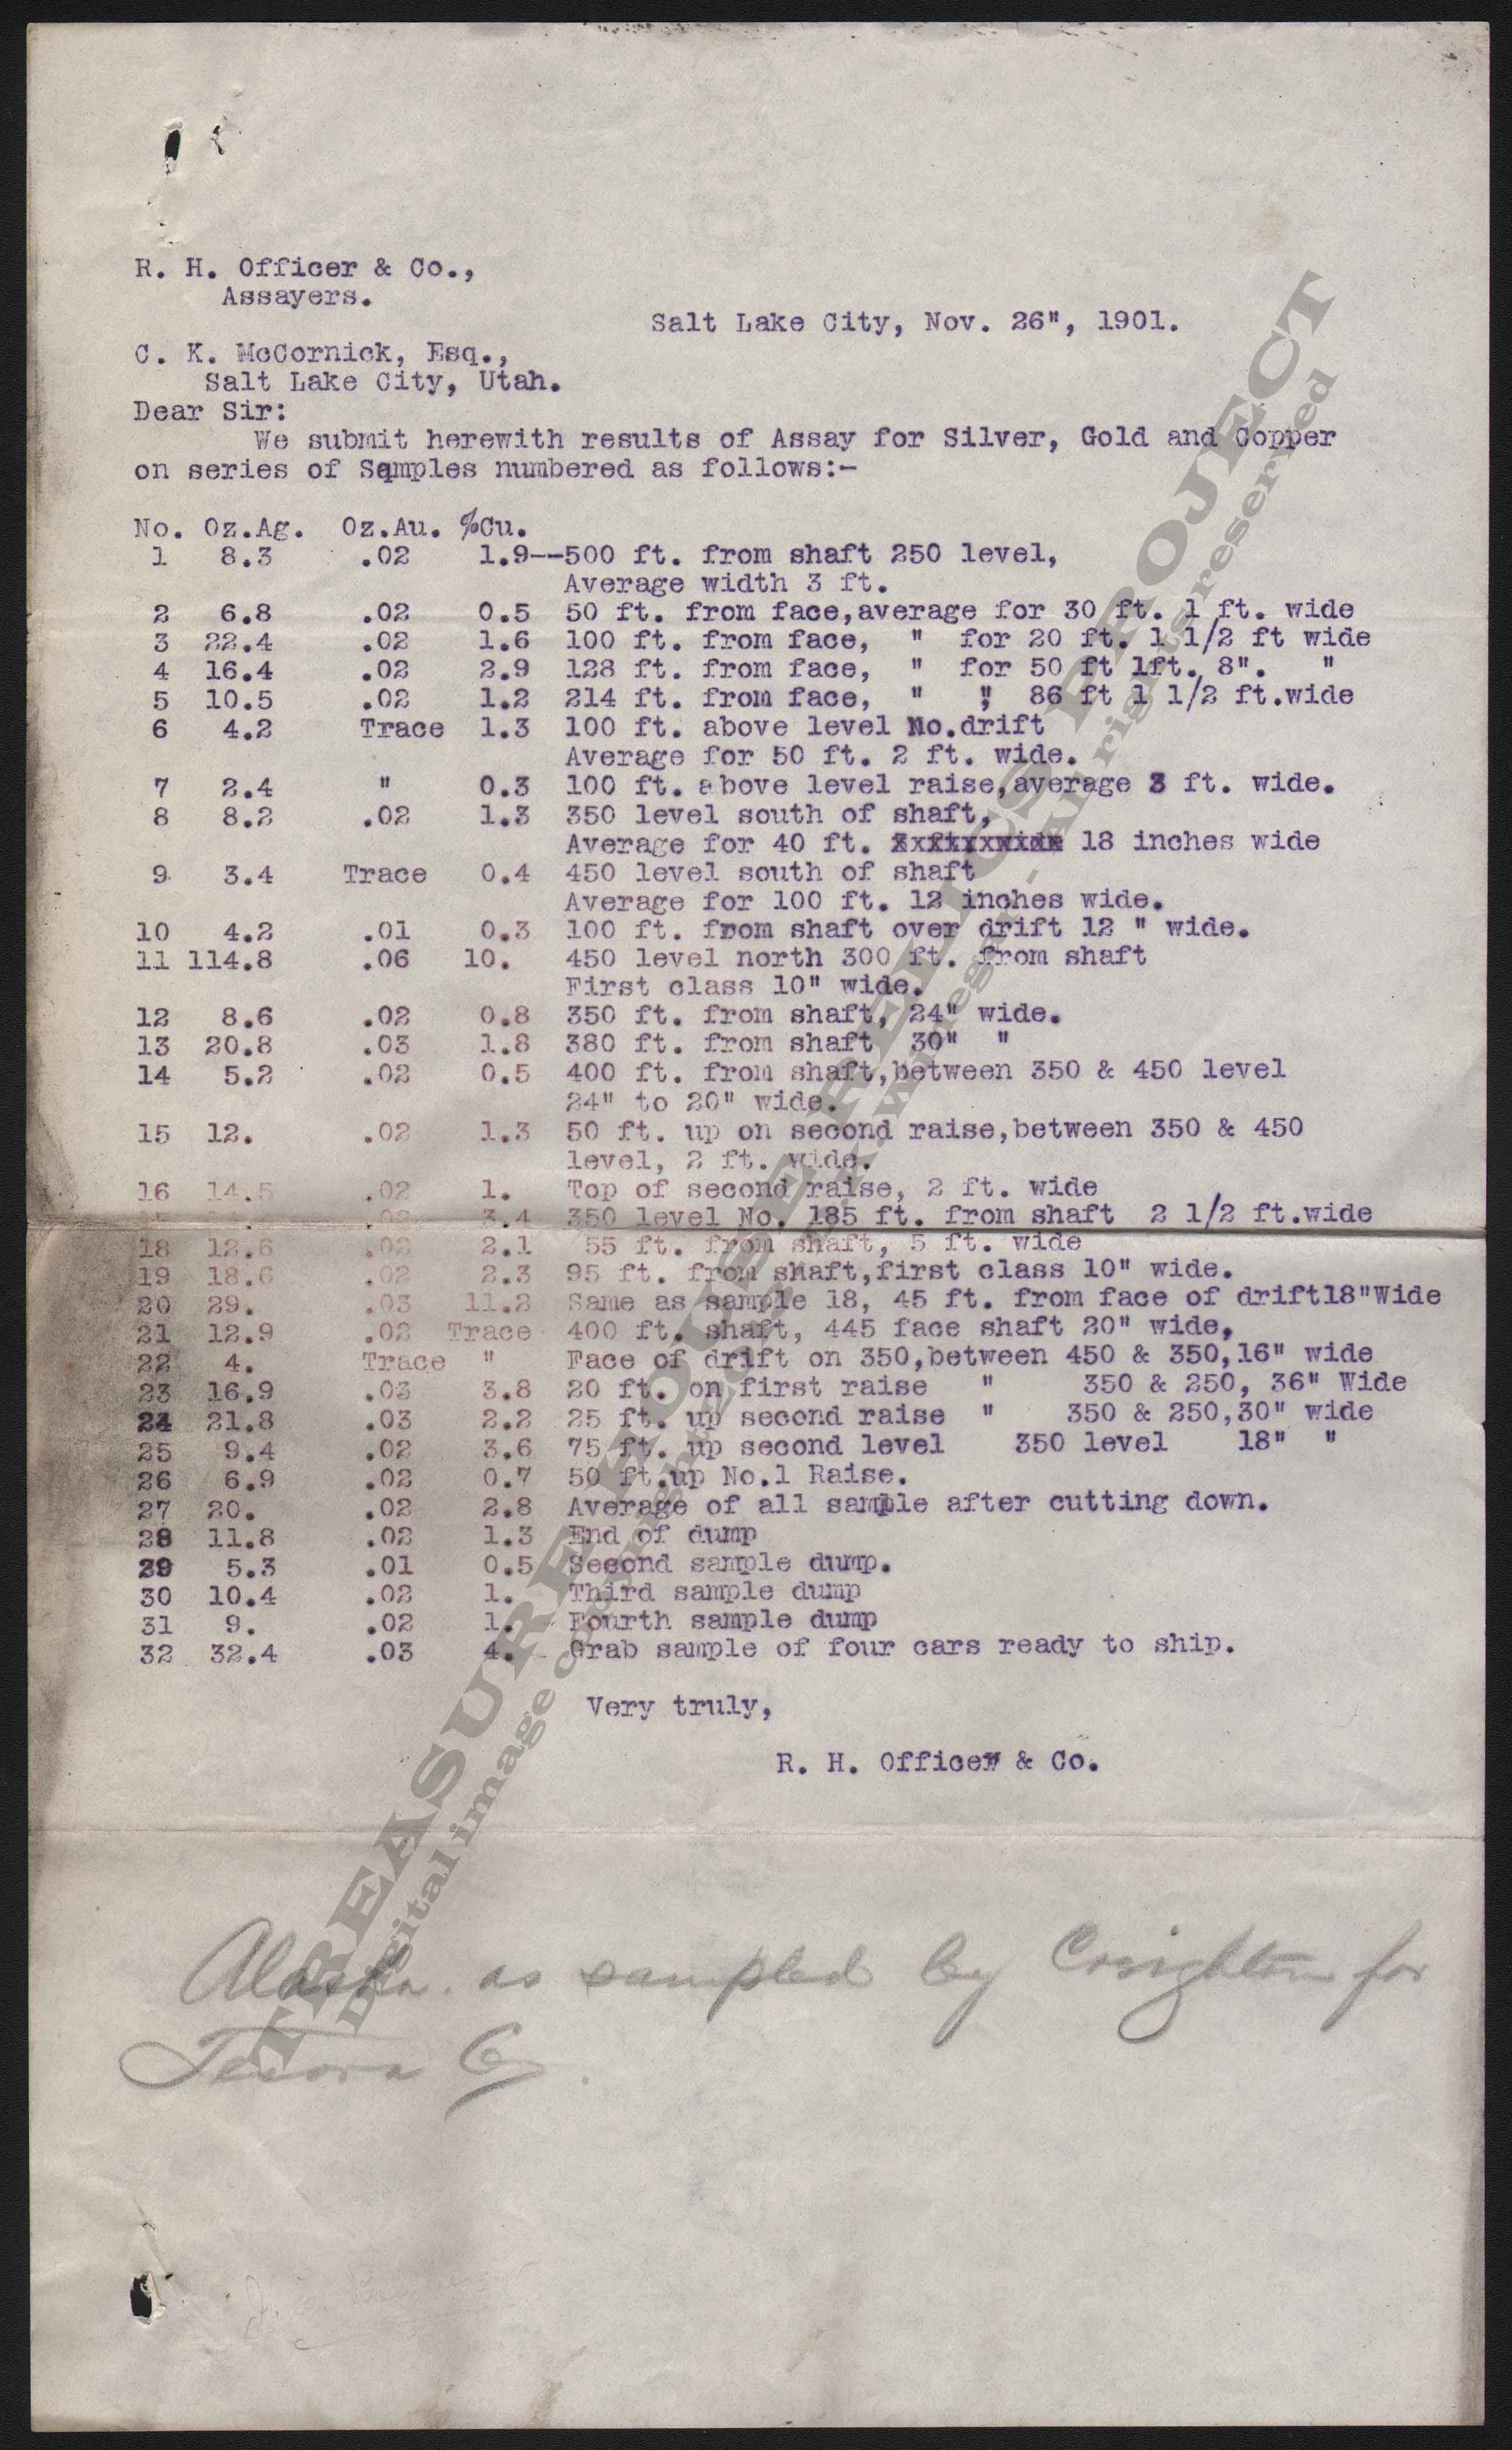 R. H. Officer & Co.,
Assayers.
Salt Lake City, Nov. 26", 1901.
C. K. McCornick, Esq.,
Salt Lake City, Utah.
Dear Sir:
We submit herewith results of Assay for Silver, Gold and Copper
on series of Samples numbered as follows:-
No. Oz.Ag. Oz.Au. %Cu.
1 8.3 .02 1.9--500 ft. from shaft 250 level,
Average width 3 ft.
2 6.8 .02 0.5 50 ft. from face,average for 30 ft. 1 ft. wide
3 22.4 .02 1.6 100 ft. from face, " for 20 ft. 1 1/2 ft wide
4 16.4 .02 2.9 128 ft. from face, " for 50 ft 1ft. 8". "
5 10.5 .02 1.2 214 ft. from face, " " 86 ft 1 1/2 ft.wide
6 4.2 Trace 1.3 100 ft. above level No.drift
Average for 50 ft. 2 ft. wide.
7 2.4 " 0.3 100 ft. above level raise,average 3 ft. wide.
8 8.2 .02 1.3 350 level south of shaft,
Average for 40 ft. 18 inches wide
9 3.4 Trace 0.4 450 level south of shaft
Average for 100 ft. 12 inches wide.
10 4.2 .01 0.3 100 ft. from shaft over drift 12 " wide.
11 114.8 .06 10. 450 level north 300 ft. from shaft
First class 10" wide.
12 8.6 .02 0.8 350 ft. from shaft, 24" wide.
13 20.8 .03 1.8 380 ft. from shaft 30" "
14 5.2 .02 0.5 400 ft. from shaft,between 350 & 450 level
24" to 20" wide.
15 12. .02 1.3 50 ft. up on second raise,between 350 & 450
level, 2 ft. wide.
16 14.5 .02 1. Top of second raise, 2 ft. wide
3.4 350 level No. 185 ft. from shaft 2 1/2 ft.wide
18 12.6 .02 2.1 55 ft. from shaft, 5 ft. wide
19 18.6 .02 2.3 95 ft. from shaft,first class 10" wide.
20 29. .03 11.2 Same as sample 18, 45 ft. from face of drift18"Wide
21 12.9 .02 Trace 400 ft. shaft, 445 face shaft 20" wide,
22 4. Trace " Face of drift on 350,between 450 & 350,16" wide
23 16.9 .03 3.8 20 ft. on first raise " 350 & 250, 36" Wide
24 21.8 .03 2.2 25 ft. up second raise " 350 & 250,30" wide
25 9.4 .02 3.6 75 ft. up second level 350 level 18" "
26 6.9 .02 0.7 50 ft.up No.1 Raise.
27 20. .02 2.8 Average of all sample after cutting down.
28 11.8 .02 1.3 End of dump
29 5.3 .01 0.5 Second sample dump.
30 10.4 .02 1. Third sample dump
31 9. .02 1. Fourth sample dump
32 32.4 .03 4. Grab sample of four cars ready to ship.
Very truly,
R. H. Officer & Co.
Alaska. as sampled by Creighton for
Tesora Co.
TREASURE HOUSE RELICS PROJECT
Digital image copyright All rights reserved